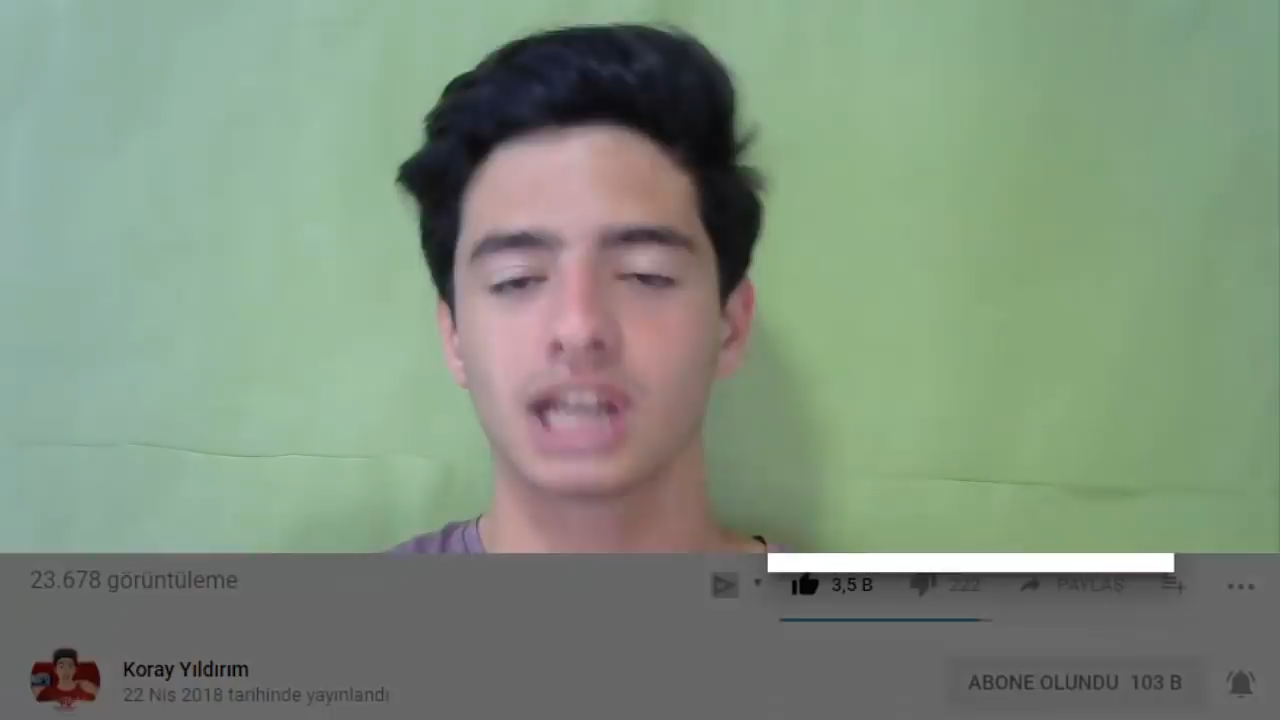 23.678 görüntüleme
3,5 B 222 PAYLAŞ
Koray Yıldırım
22 Nis 2018 tarihinde yayınlandı
ABONE OLUNDU 103 B